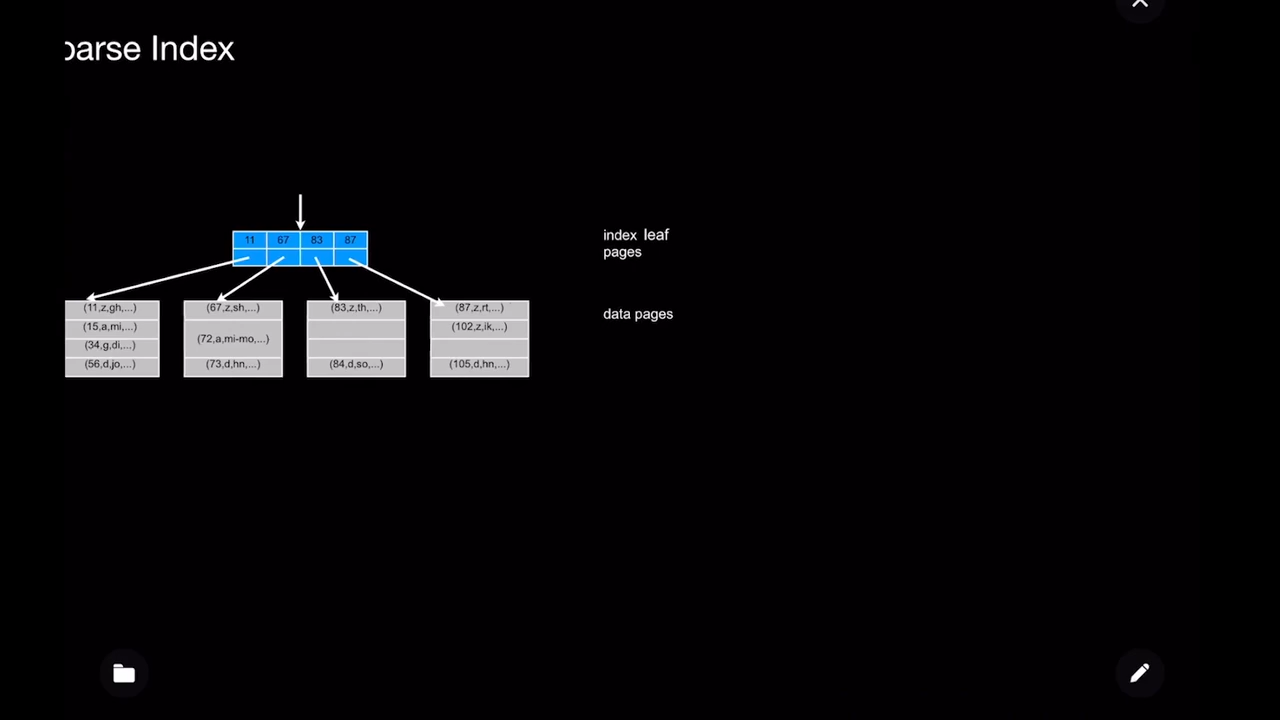 parse Index
11 67 83 87
index leaf
pages
(11,z,gh,...) (67,z,sh,...) (83,z,th,...) (87,z,rt,...)
data pages
(15,a,mi,...) (102,z,ik,...)
(72,a,mi-mo,...)
(34,g,di,...)
(56,d,jo,...) (73,d,hn,...) (84,d,so,...) (105,d,hn,...)